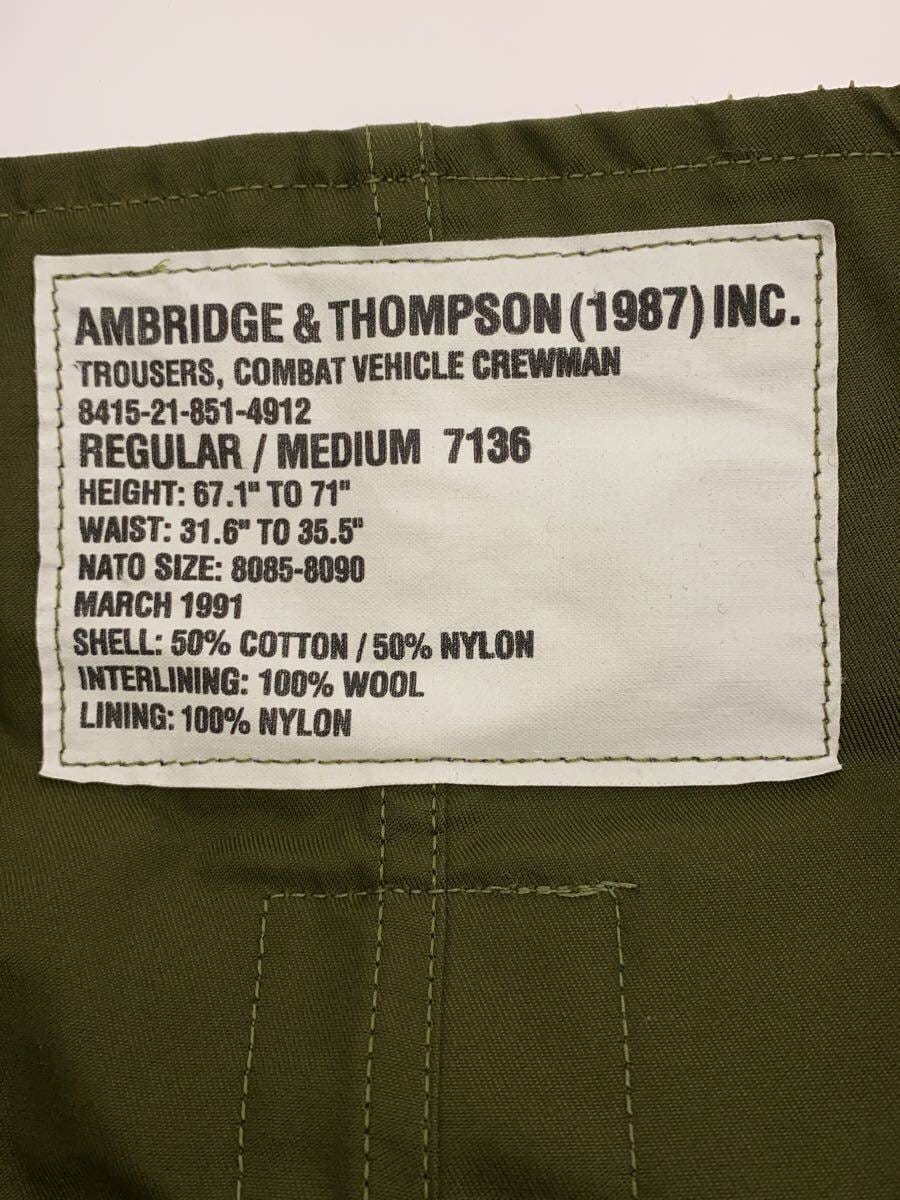 AMBRIDGE & THOMPSON (1987) INC.
TROUSERS, COMBAT VEHICLE CREWMAN
8415-21-851-4912
REGULAR / MEDIUM 7136
HEIGHT: 67.1" TO 71"
WAIST: 31.6" TO 35.5"
NATO SIZE: 8085-8090
MARCH 1991
SHELL: 50% COTTON / 50% NYLON
INTERLINING: 100% WOOL
LINING: 100% NYLON